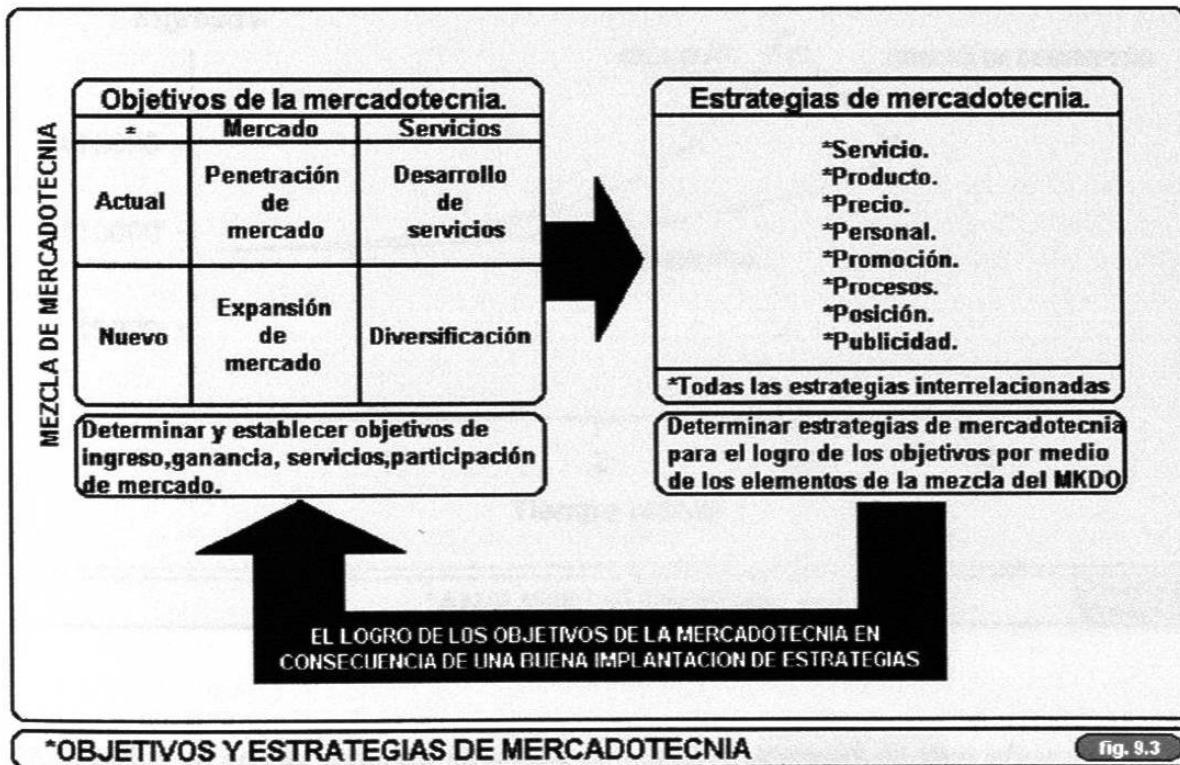 MEZCLA DE MERCADOTECNIA
Objetivos de la mercadotecnia.
* Mercado Servicios
Actual
Penetración
de
mercado
Desarrollo
de
servicios
Nuevo
Expansión
de
mercado
Diversificación
Determinar y establecer objetivos de
ingreso,ganancia, servicios,participación
de mercado.
Estrategias de mercadotecnia.
*Servicio.
*Producto.
*Precio.
*Personal.
*Promoción.
*Procesos.
*Posición.
*Publicidad.
*Todas las estrategias interrelacionadas
Determinar estrategias de mercadotecnia
para el logro de los objetivos por medio
de los elementos de la mezcla del MKDO
EL LOGRO DE LOS OBJETIVOS DE LA MERCADOTECNIA EN
CONSECUENCIA DE UNA BUENA IMPLANTACION DE ESTRATEGIAS
*OBJETIVOS Y ESTRATEGIAS DE MERCADOTECNIA
fig. 9.3